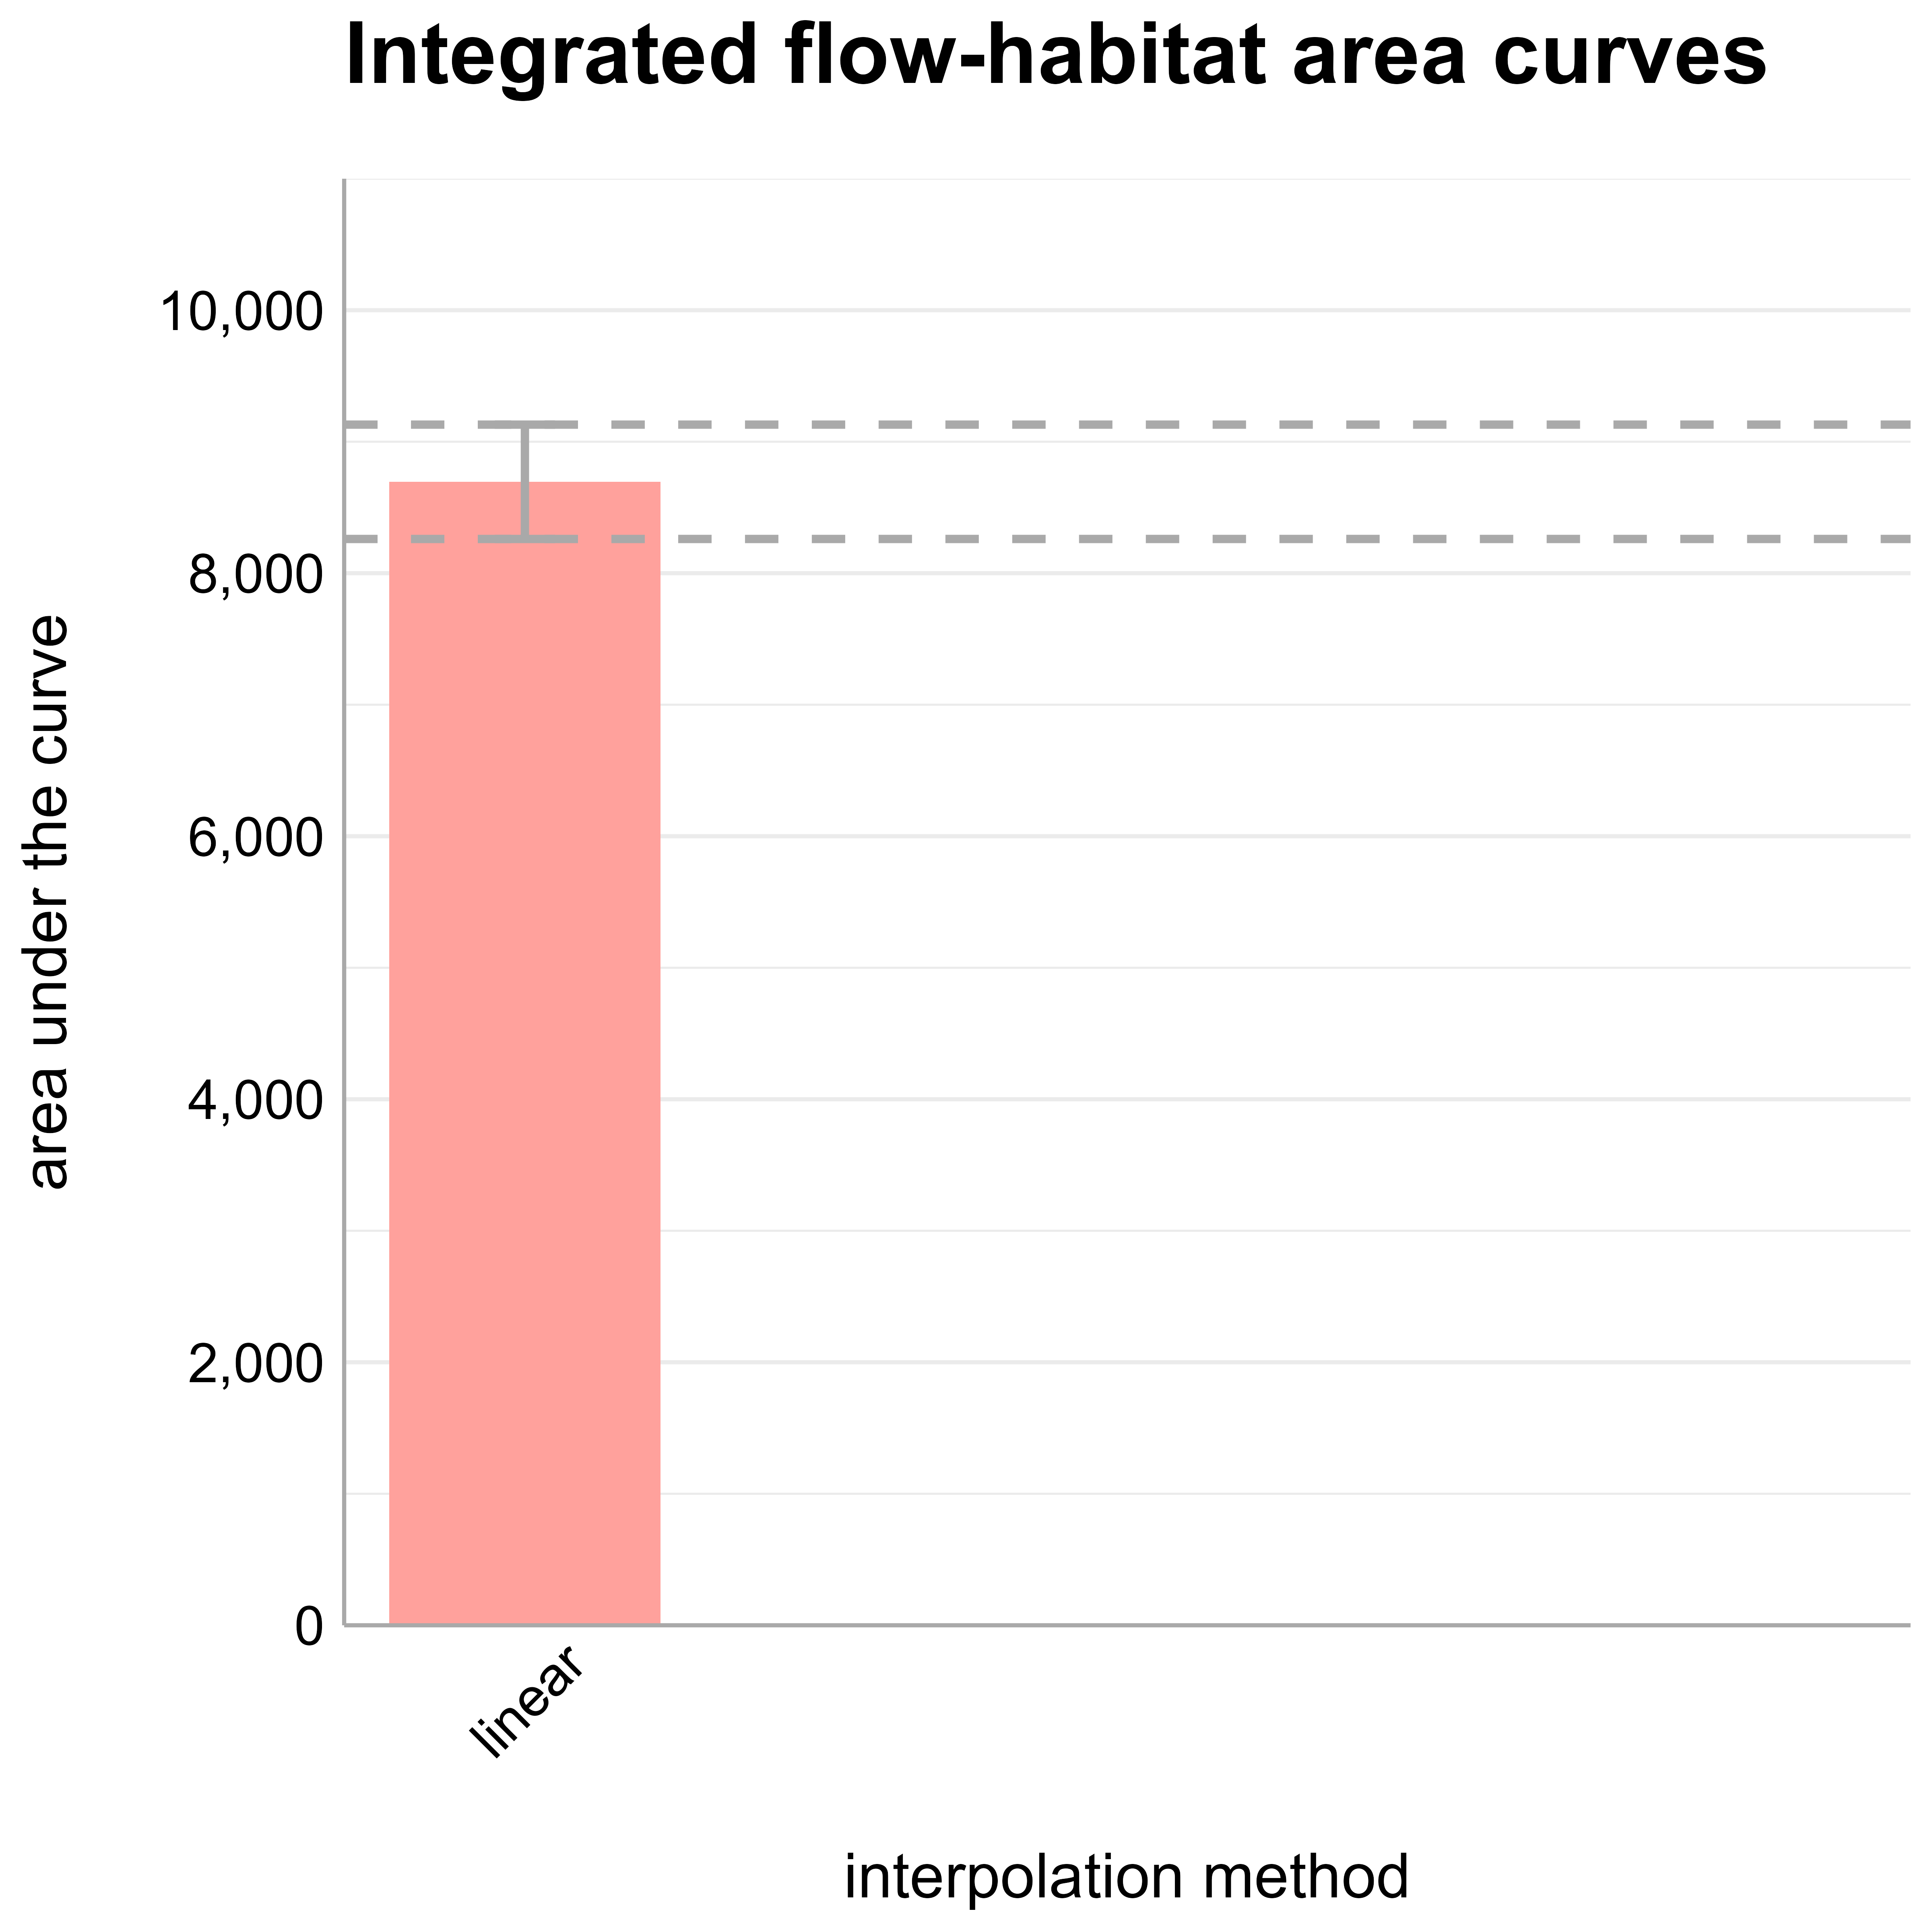 Integrated flow-habitat area curves
10,000
8,000
6,000
4,000
2,000
0
area under the curve
linear
interpolation method